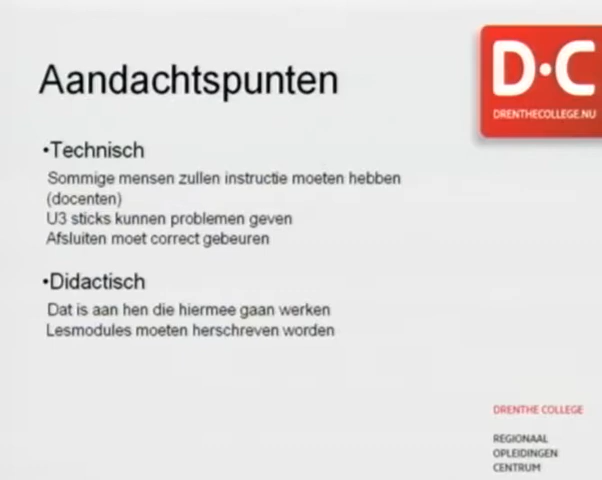 Aandachtspunten
D·C
DRENTHECOLLEGE.NU
•Technisch
Sommige mensen zullen instructie moeten hebben
(docenten)
U3 sticks kunnen problemen geven
Afsluiten moet correct gebeuren
•Didactisch
Dat is aan hen die hiermee gaan werken
Lesmodules moeten herschreven worden
DRENTHE COLLEGE
REGIONAAL
OPLEIDINGEN
CENTRUM